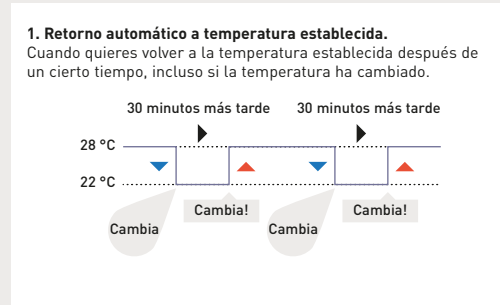 1. Retorno automático a temperatura establecida.
Cuando quieres volver a la temperatura establecida después de
un cierto tiempo, incluso si la temperatura ha cambiado.
30 minutos más tarde 30 minutos más tarde
28 °C
22 °C
Cambia! Cambia!
Cambia Cambia